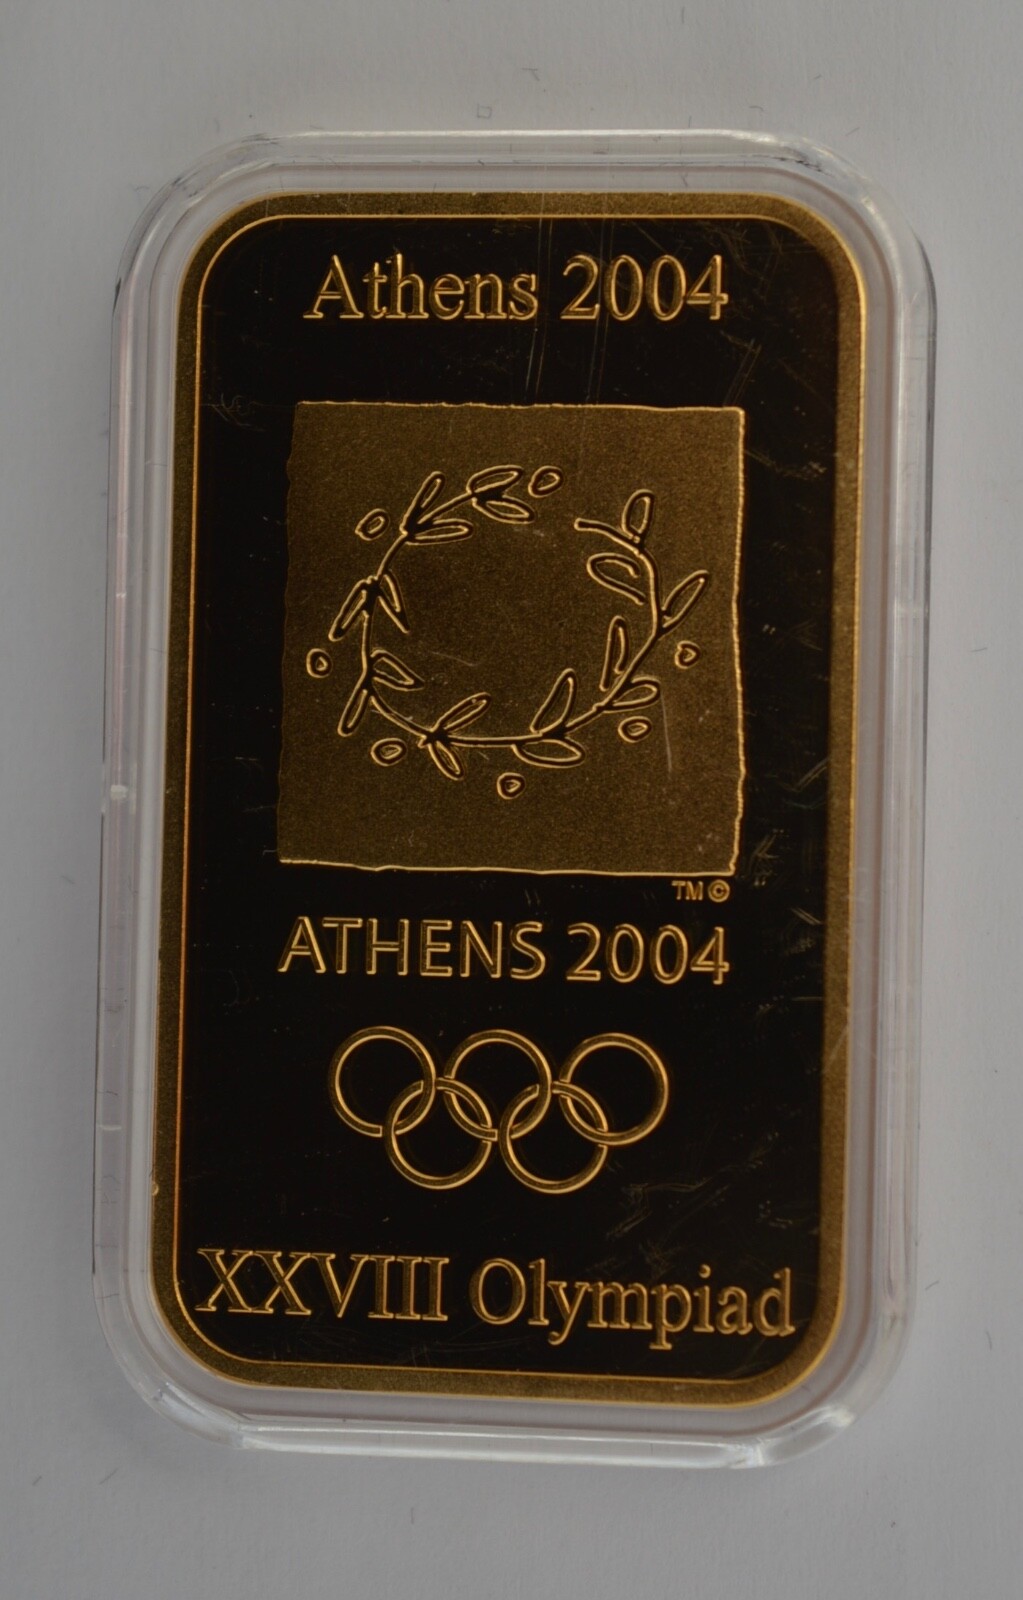 Athens 2004
TM©
ATHENS 2004
XXVIII Olympiad